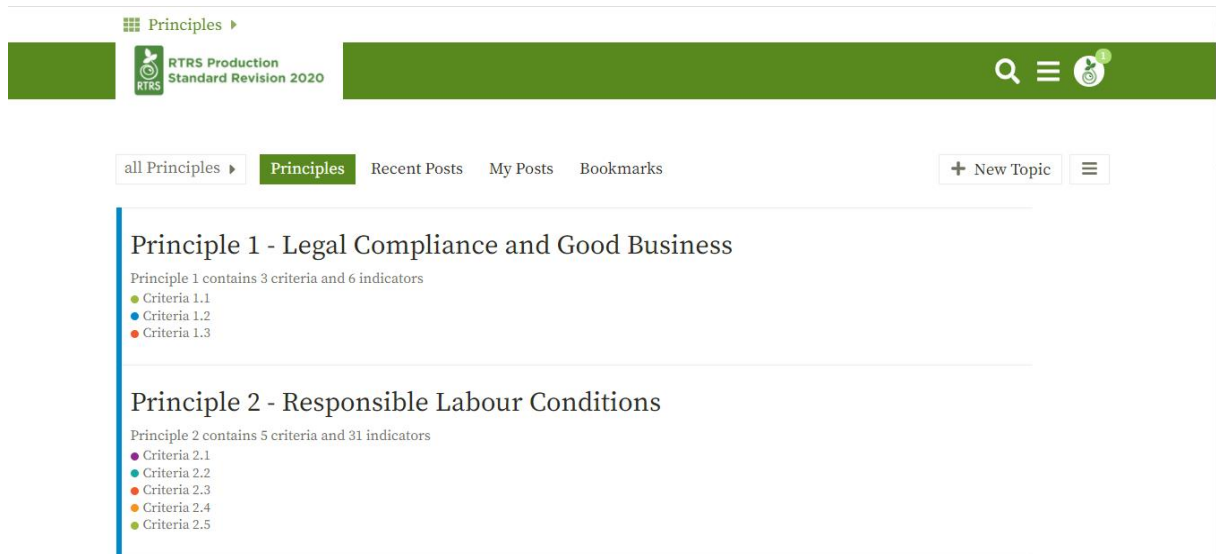 Principles
RTRS
RTRS Production
Standard Revision 2020
1
all Principles
Principles
Recent Posts
My Posts
Bookmarks
New Topic
Principle 1 - Legal Compliance and Good Business
Principle 1 contains 3 criteria and 6 indicators
Criteria 1.1
Criteria 1.2
Criteria 1.3
Principle 2 - Responsible Labour Conditions
Principle 2 contains 5 criteria and 31 indicators
Criteria 2.1
Criteria 2.2
Criteria 2.3
Criteria 2.4
Criteria 2.5